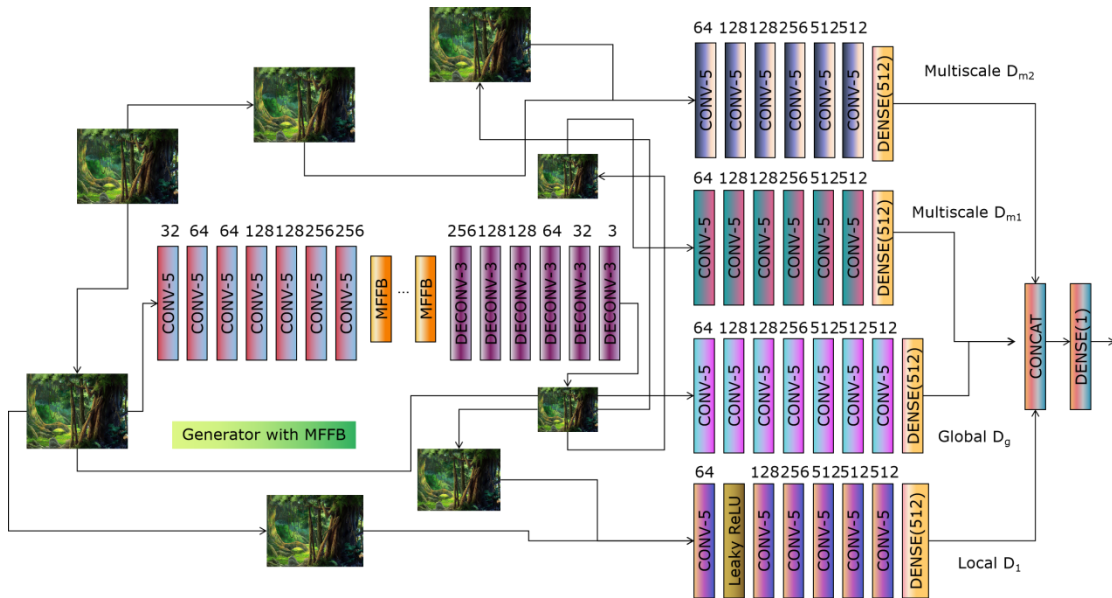 64 128 128 256 512 512
CONV-5 CONV-5 CONV-5 CONV-5 CONV-5 CONV-5 DENSE(512)
Multiscale Dm2
64 128 128 256 512 512
CONV-5 CONV-5 CONV-5 CONV-5 CONV-5 CONV-5 DENSE(512)
Multiscale Dm1
32 64 64 128 128 256 256
CONV-5 CONV-5 CONV-5 CONV-5 CONV-5 CONV-5 CONV-5
MFFB ... MFFB
256 128 128 64 32 3
DECONV-3 DECONV-3 DECONV-3 DECONV-3 DECONV-3 DECONV-3
64 128 128 256 512 512 512
CONV-5 CONV-5 CONV-5 CONV-5 CONV-5 CONV-5 CONV-5 DENSE(512)
CONCAT
DENSE(1)
Generator with MFFB
Global Dg
64 128 256 512 512 512
CONV-5 Leaky ReLU CONV-5 CONV-5 CONV-5 CONV-5 CONV-5 DENSE(512)
Local D1